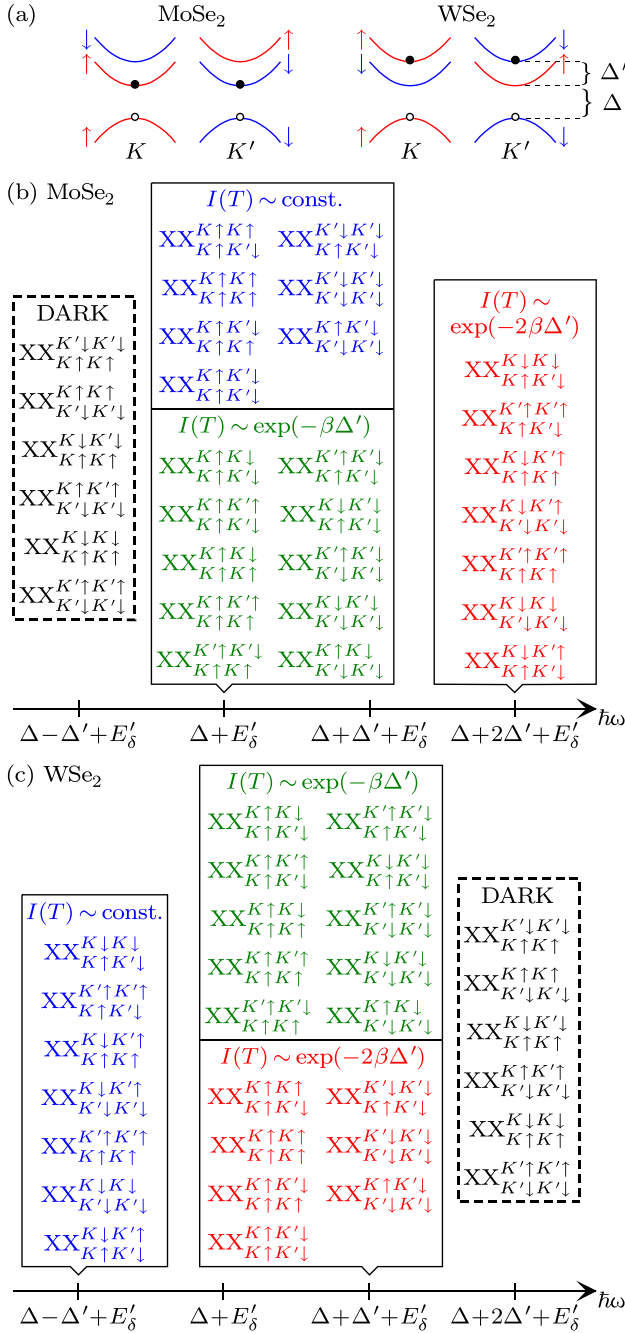 (a)
MoSe₂
↓ ↑
↑ ↓
↑ K K′ ↓
WSe₂
↑ ↓
↓ ↑
↑ K K′ ↓
} Δ′
} Δ
(b) MoSe₂
DARK
XX^{K′↓K′↓}_{K↑K↑}
XX^{K↑K↑}_{K′↓K′↓}
XX^{K↓K′↓}_{K↑K↑}
XX^{K↑K′↑}_{K′↓K′↓}
XX^{K↓K↓}_{K↑K↑}
XX^{K′↑K′↑}_{K′↓K′↓}
I(T) ~ const.
XX^{K↑K↑}_{K↑K′↓} XX^{K′↓K′↓}_{K↑K′↓}
XX^{K↑K↑}_{K↑K↑} XX^{K′↓K′↓}_{K′↓K′↓}
XX^{K↑K′↓}_{K↑K↑} XX^{K↑K′↓}_{K′↓K′↓}
XX^{K↑K′↓}_{K↑K′↓}
I(T) ~ exp(−βΔ′)
XX^{K↑K↓}_{K↑K′↓} XX^{K′↑K′↓}_{K↑K′↓}
XX^{K↑K′↑}_{K↑K′↓} XX^{K↓K′↓}_{K↑K′↓}
XX^{K↑K↓}_{K↑K↑} XX^{K′↑K′↓}_{K′↓K′↓}
XX^{K↑K′↑}_{K↑K↑} XX^{K↓K′↓}_{K′↓K′↓}
XX^{K′↑K′↓}_{K↑K↑} XX^{K↑K↓}_{K′↓K′↓}
I(T) ~
exp(−2βΔ′)
XX^{K↓K↓}_{K↑K′↓}
XX^{K′↑K′↑}_{K↑K′↓}
XX^{K↓K′↑}_{K↑K↑}
XX^{K↓K′↑}_{K′↓K′↓}
XX^{K′↑K′↑}_{K↑K↑}
XX^{K↓K↓}_{K′↓K′↓}
XX^{K↓K′↑}_{K↑K′↓}
Δ−Δ′+E′_δ Δ+E′_δ Δ+Δ′+E′_δ Δ+2Δ′+E′_δ ħω
(c) WSe₂
I(T) ~ const.
XX^{K↓K↓}_{K↑K′↓}
XX^{K′↑K′↑}_{K↑K′↓}
XX^{K↓K′↑}_{K↑K↑}
XX^{K↓K′↑}_{K′↓K′↓}
XX^{K′↑K′↑}_{K↑K↑}
XX^{K↓K↓}_{K′↓K′↓}
XX^{K↓K′↑}_{K↑K′↓}
I(T) ~ exp(−βΔ′)
XX^{K↑K↓}_{K↑K′↓} XX^{K′↑K′↓}_{K↑K′↓}
XX^{K↑K′↑}_{K↑K′↓} XX^{K↓K′↓}_{K↑K′↓}
XX^{K↑K↓}_{K↑K↑} XX^{K′↑K′↓}_{K′↓K′↓}
XX^{K↑K′↑}_{K↑K↑} XX^{K↓K′↓}_{K′↓K′↓}
XX^{K′↑K′↓}_{K↑K↑} XX^{K↑K↓}_{K′↓K′↓}
I(T) ~ exp(−2βΔ′)
XX^{K↑K↑}_{K↑K′↓} XX^{K′↓K′↓}_{K↑K′↓}
XX^{K↑K↑}_{K↑K↑} XX^{K′↓K′↓}_{K′↓K′↓}
XX^{K↑K′↓}_{K↑K↑} XX^{K↑K′↓}_{K′↓K′↓}
XX^{K↑K′↓}_{K↑K′↓}
DARK
XX^{K′↓K′↓}_{K↑K↑}
XX^{K↑K↑}_{K′↓K′↓}
XX^{K↓K′↓}_{K↑K↑}
XX^{K↑K′↑}_{K′↓K′↓}
XX^{K↓K↓}_{K↑K↑}
XX^{K′↑K′↑}_{K′↓K′↓}
Δ−Δ′+E′_δ Δ+E′_δ Δ+Δ′+E′_δ Δ+2Δ′+E′_δ ħω